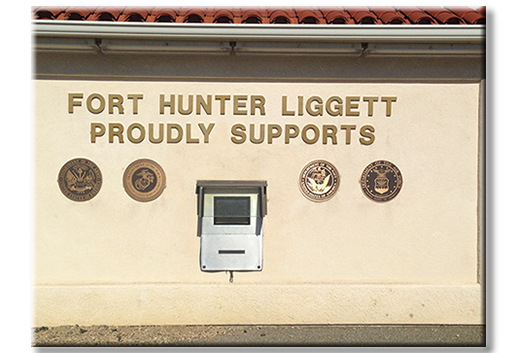 FORT HUNTER LIGGETT
PROUDLY SUPPORTS